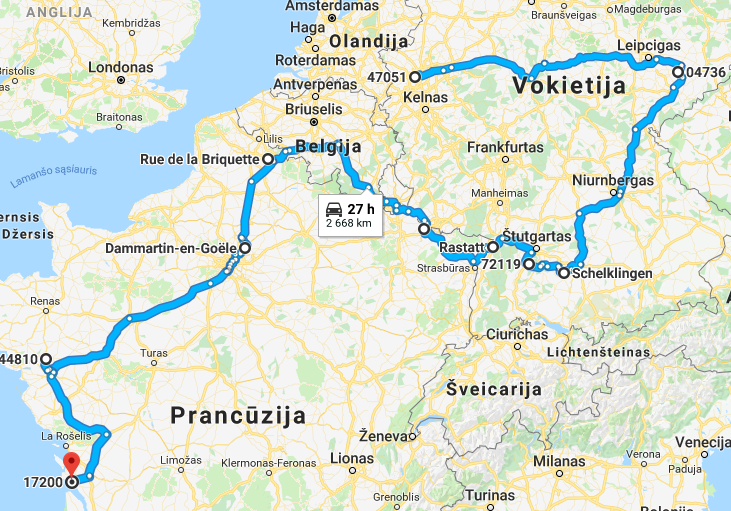 Amsterdamas
ANGLIJA
Kembridžas
Braunšveigas
Magdeburgas
Haga
Olandija
Leipcigas
Roterdamas
Londonas
47051
04736
Bristolis
Antverpenas
Vokietija
Kelnas
Briuselis
Braitonas
Lilis
Belgija
Frankfurtas
Rue de la Briquette
Lamanšo sąsiauris
Niurnbergas
Manheimas
27 h
2 668 km
ernsis
Džersis
Dammartin-en-Goële
Rastatt
Štutgartas
Strasbūras
72119
Schelklingen
Renas
Ciurichas
44810
Turas
Lichtenšteinas
Šveicarija
Prancūzija
La Rošelis
Ženeva
Venecija
17200
Limožas
Klermonas-Feronas
Lionas
Milanas
Verona
Paduja
Grenoblis
Turinas